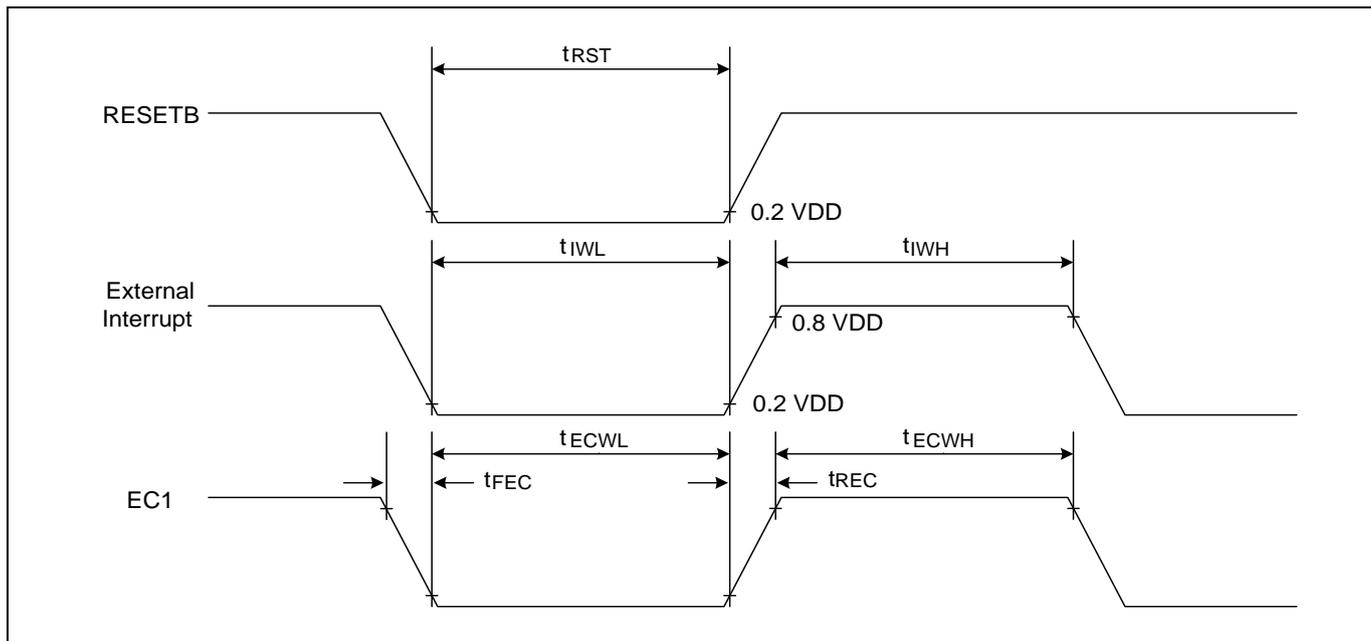 tRST
RESETB
0.2 VDD
tIWL
tIWH
External
Interrupt
0.8 VDD
0.2 VDD
tECWL
tECWH
tFEC
tREC
EC1